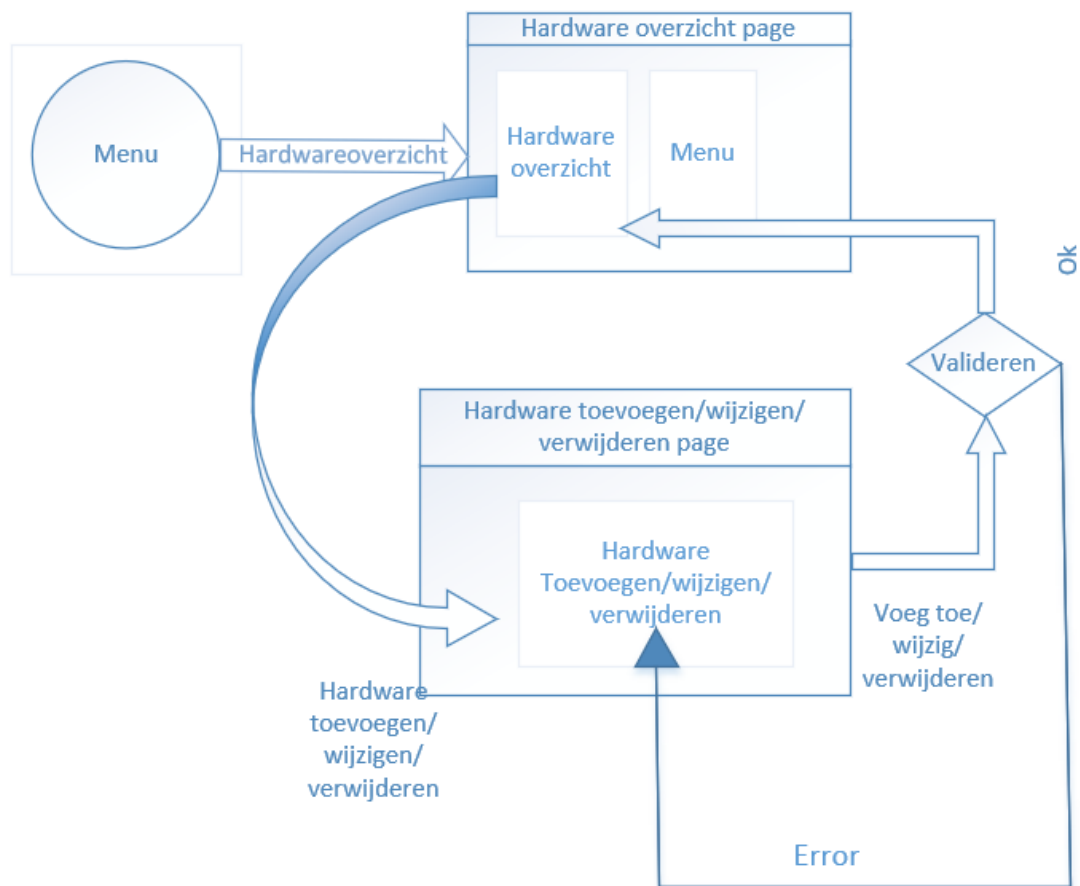 Hardware overzicht page
Menu
Hardwareoverzicht
Hardware
overzicht
Menu
Ok
Valideren
Hardware toevoegen/wijzigen/
verwijderen page
Hardware
Toevoegen/wijzigen/
verwijderen
Voeg toe/
wijzig/
verwijderen
Hardware
toevoegen/
wijzigen/
verwijderen
Error